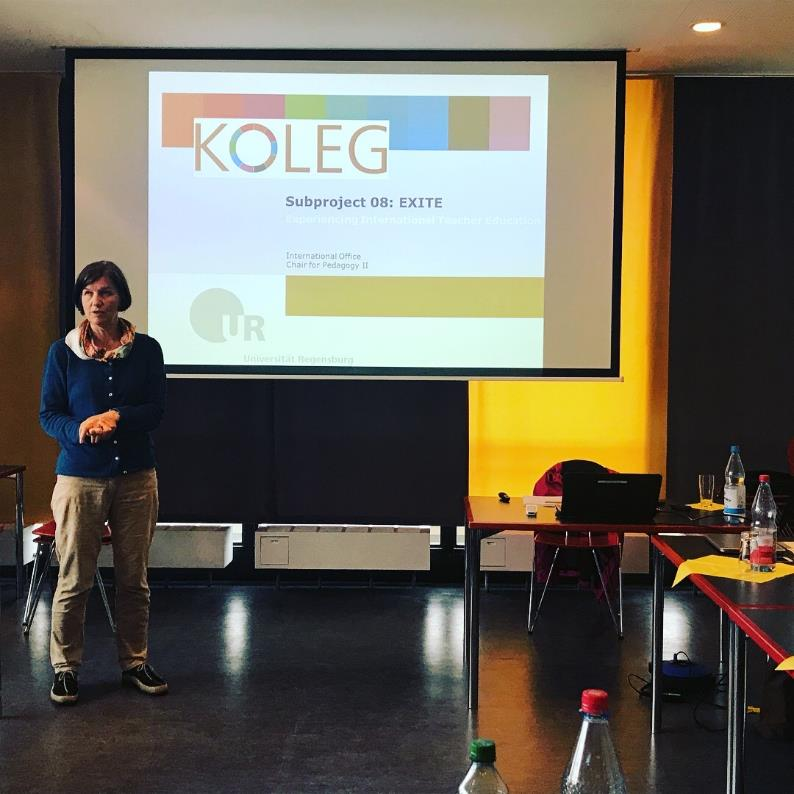 KOLEG
Subproject 08: EXITE
Experiencing International Teacher Education
International Office
Chair for Pedagogy II
UR
Universität Regensburg